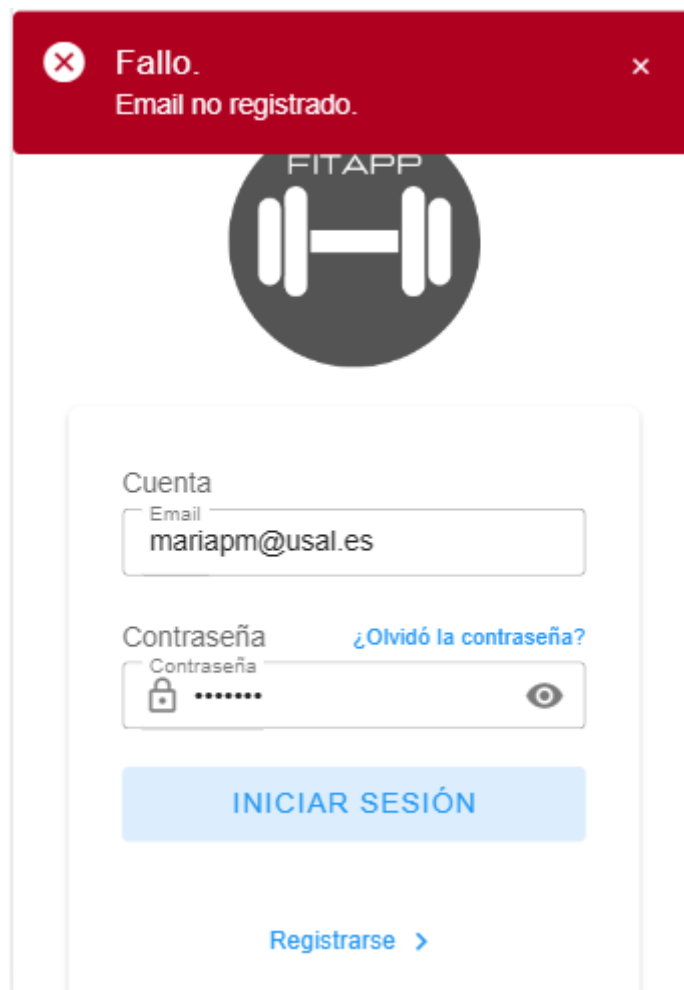 Fallo.
Email no registrado.
FITAPP
Cuenta
Email
mariapm@usal.es
Contraseña ¿Olvidó la contraseña?
Contraseña
•••••••
INICIAR SESIÓN
Registrarse